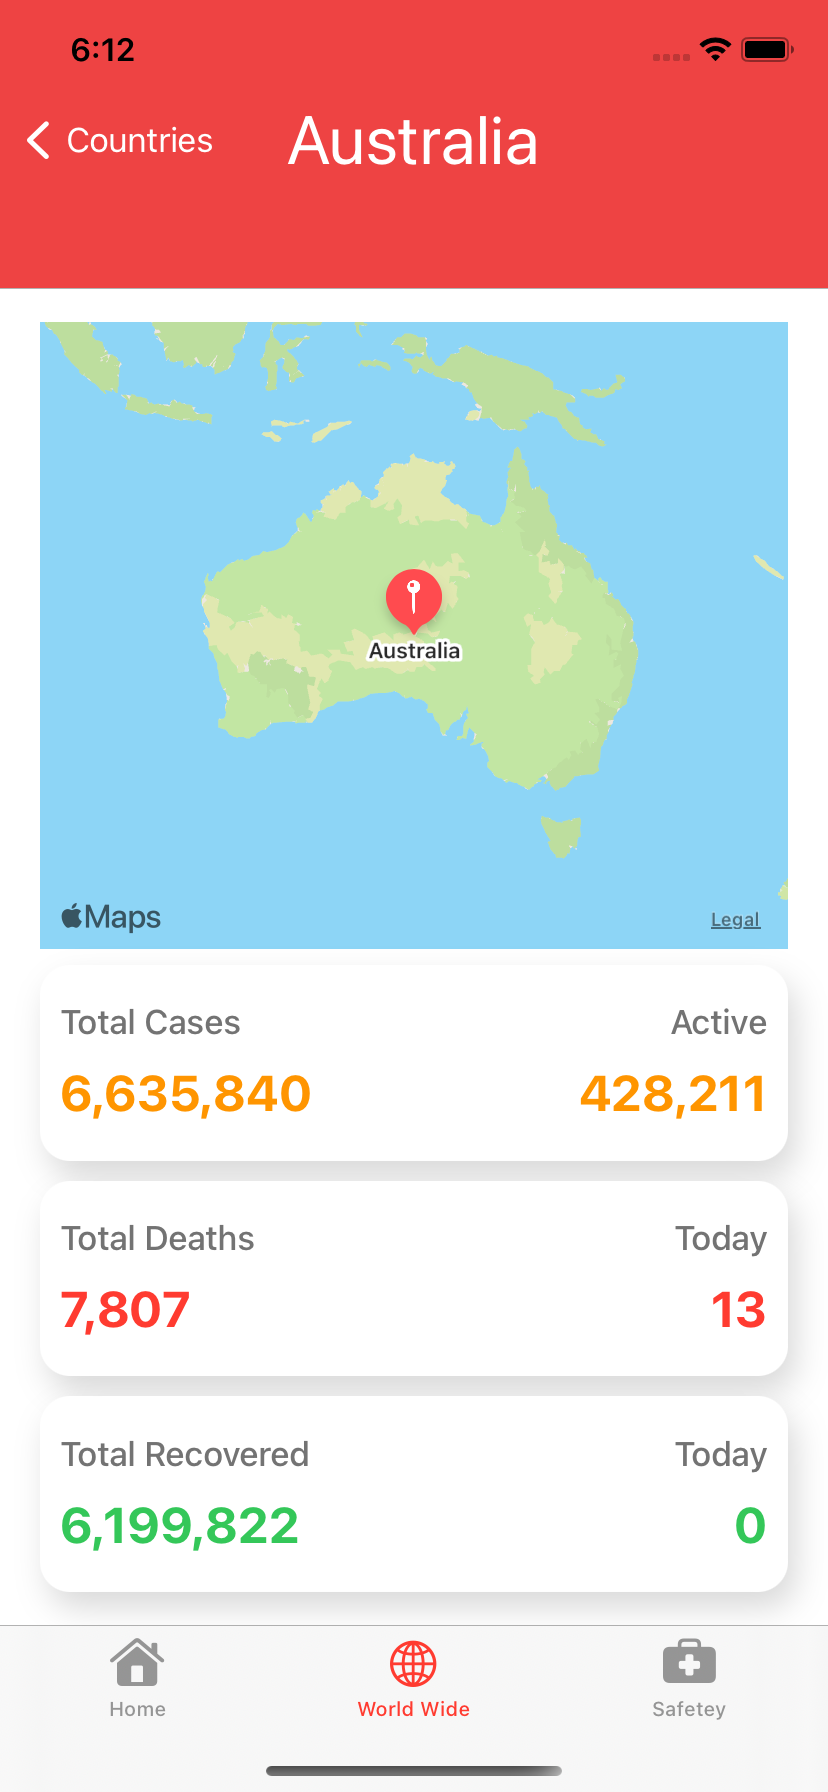 6:12
Countries
Australia
Australia
Maps
Legal
Total Cases Active
6,635,840 428,211
Total Deaths Today
7,807 13
Total Recovered Today
6,199,822 0
Home World Wide Safetey